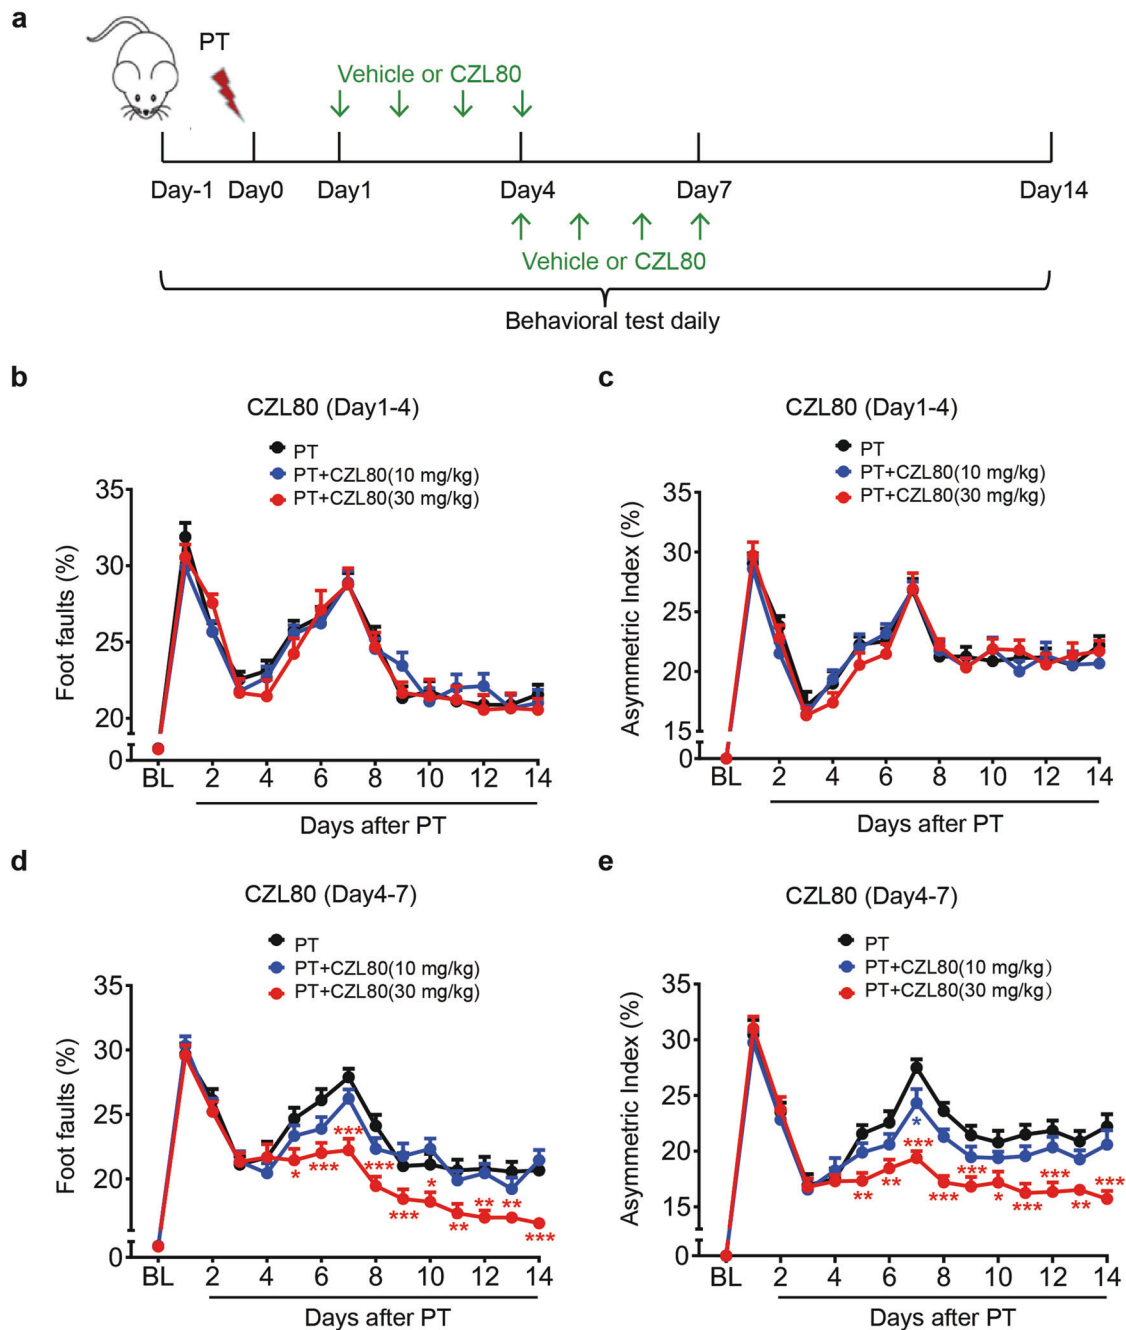 a
PT
Vehicle or CZL80
Day-1 Day0 Day1 Day4 Day7 Day14
Vehicle or CZL80
Behavioral test daily
b
CZL80 (Day1-4)
PT
PT+CZL80(10 mg/kg)
PT+CZL80(30 mg/kg)
Foot faults (%)
35
30
25
20
0
BL 2 4 6 8 10 12 14
Days after PT
c
CZL80 (Day1-4)
PT
PT+CZL80(10 mg/kg)
PT+CZL80(30 mg/kg)
Asymmetric Index (%)
35
30
25
20
15
0
BL 2 4 6 8 10 12 14
Days after PT
d
CZL80 (Day4-7)
PT
PT+CZL80(10 mg/kg)
PT+CZL80(30 mg/kg)
Foot faults (%)
35
30
25
20
0
* *** *** *** *** * ** ** ** ***
BL 2 4 6 8 10 12 14
Days after PT
e
CZL80 (Day4-7)
PT
PT+CZL80(10 mg/kg)
PT+CZL80(30 mg/kg)
Asymmetric Index (%)
35
30
25
20
15
0
*
** ** *** *** *** * *** *** ** ***
BL 2 4 6 8 10 12 14
Days after PT